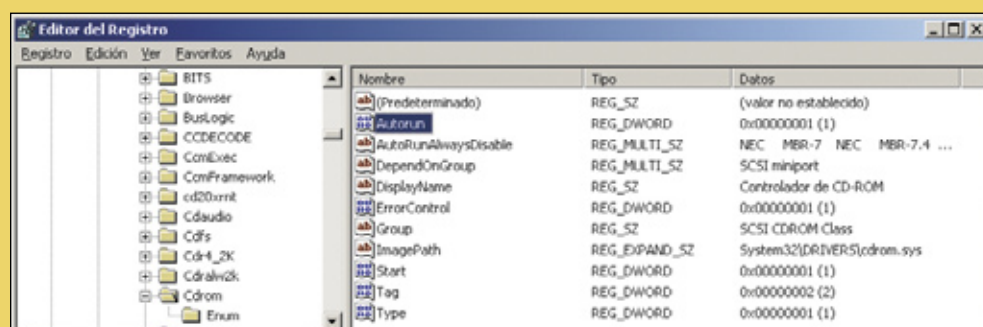 Editor del Registro
Registro Edición Ver Favoritos Ayuda
BITS
Browser
BusLogic
CCDECODE
CcmExec
CcmFramework
cd20xrnt
Cdaudio
Cdfs
Cdr4_2K
Cdralw2k
Cdrom
Enum
Nombre Tipo Datos
(Predeterminado) REG_SZ (valor no establecido)
Autorun REG_DWORD 0x00000001 (1)
AutoRunAlwaysDisable REG_MULTI_SZ NEC MBR-7 NEC MBR-7.4 ...
DependOnGroup REG_MULTI_SZ SCSI miniport
DisplayName REG_SZ Controlador de CD-ROM
ErrorControl REG_DWORD 0x00000001 (1)
Group REG_SZ SCSI CDROM Class
ImagePath REG_EXPAND_SZ System32\DRIVERS\cdrom.sys
Start REG_DWORD 0x00000001 (1)
Tag REG_DWORD 0x00000002 (2)
Type REG_DWORD 0x00000001 (1)